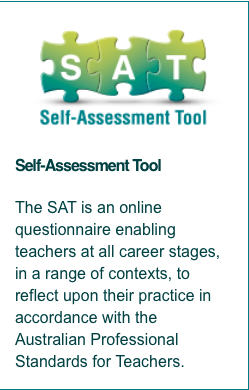 SAT
Self-Assessment Tool
Self-Assessment Tool
The SAT is an online
questionnaire enabling
teachers at all career stages,
in a range of contexts, to
reflect upon their practice in
accordance with the
Australian Professional
Standards for Teachers.